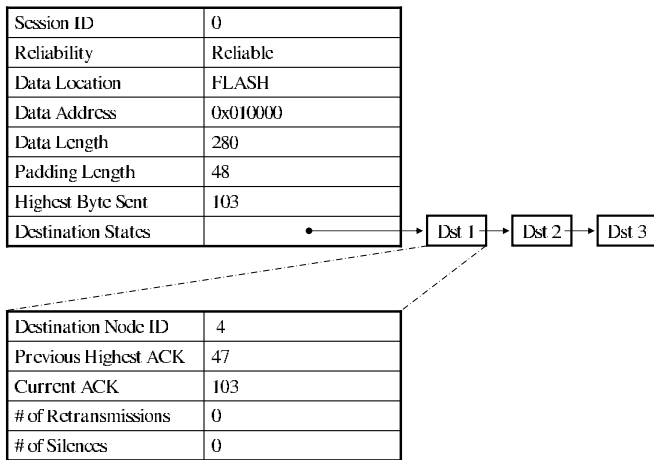 Session ID 0
Reliability Reliable
Data Location FLASH
Data Address 0x010000
Data Length 280
Padding Length 48
Highest Byte Sent 103
Destination States Dst 1 Dst 2 Dst 3
Destination Node ID 4
Previous Highest ACK 47
Current ACK 103
# of Retransmissions 0
# of Silences 0